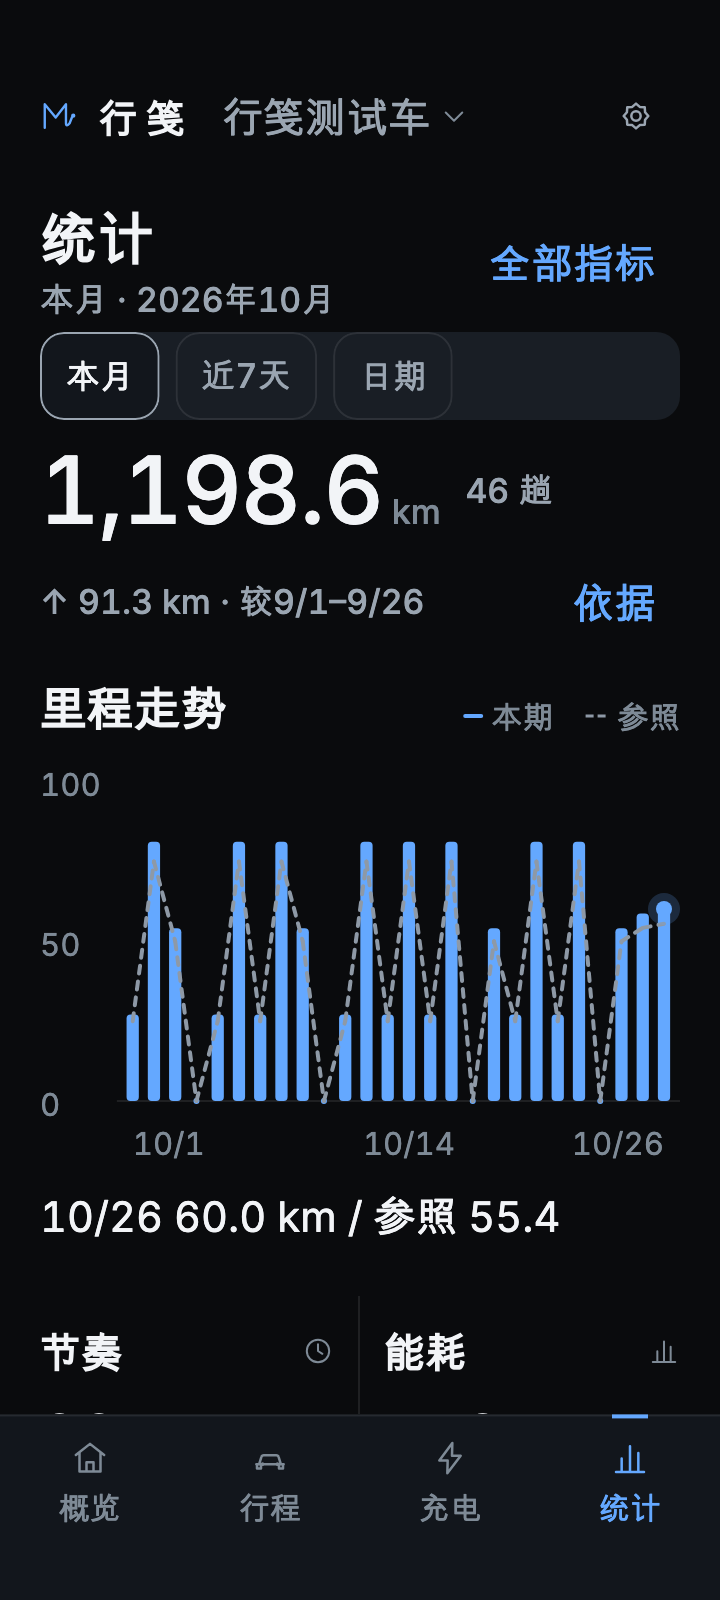 行笺 行笺测试车
统计
全部指标
本月 · 2026年10月
本月 近7天 日期
1,198.6 km 46 趟
↑ 91.3 km · 较9/1–9/26 依据
里程走势 本期 -- 参照
100
50
0
10/1 10/14 10/26
10/26 60.0 km / 参照 55.4
节奏 能耗
概览 行程 充电 统计